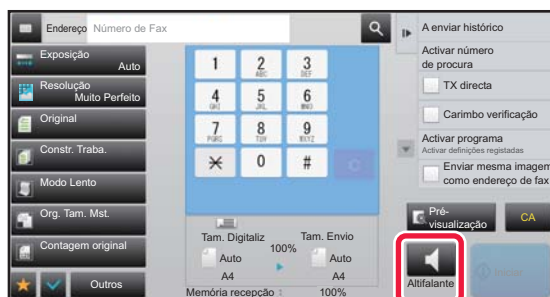 Endereço Número de Fax
Exposição
Auto
Resolução
Muito Perfeito
Original
Constr. Traba.
Modo Lento
Org. Tam. Mst.
Contagem original
Outros
1
2
ABC
3
DEF
4
GHI
5
JKL
6
MNO
7
PQRS
8
TUV
9
WXYZ
0
#
Tam. Digitaliz
Tam. Envio
100%
Auto
Auto
A4
A4
Memória recepção :
100%
A enviar histórico
Activar número
de procura
TX directa
Carimbo verificação
Activar programa
Activar definições registadas
Enviar mesma imagem
como endereço de fax
Pré-
visualização
CA
Altifalante
Iniciar